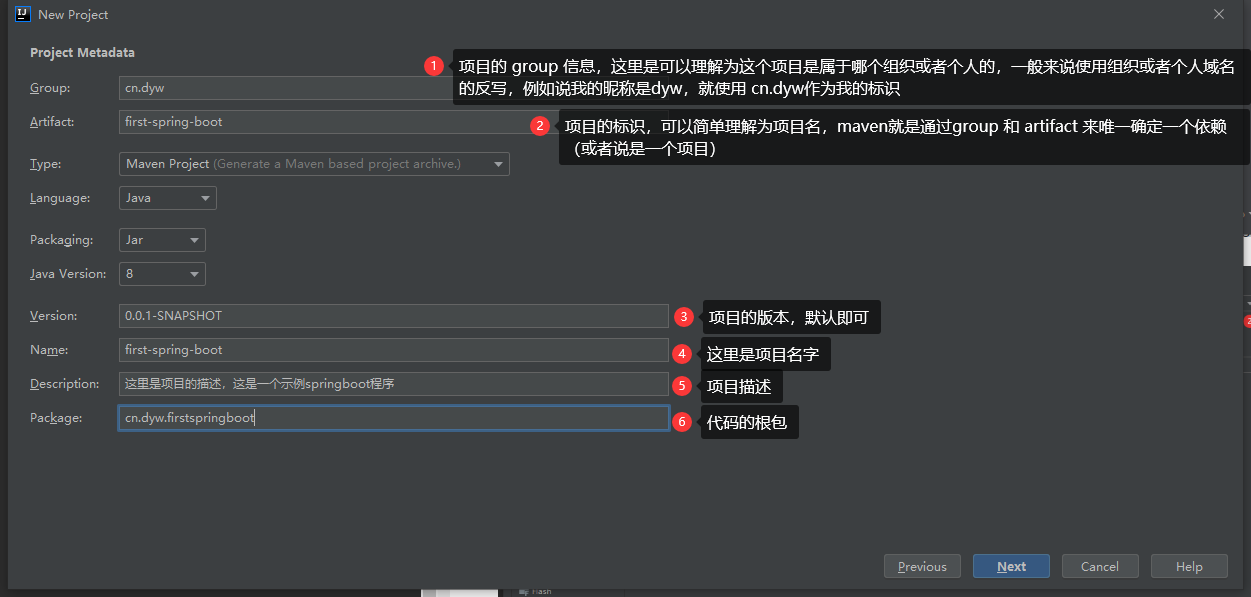 New Project
Project Metadata
1 项目的 group 信息，这里是可以理解为这个项目是属于哪个组织或者个人的，一般来说使用组织或者个人域名
的反写，例如说我的昵称是dyw，就使用 cn.dyw作为我的标识
Group: cn.dyw
Artifact: first-spring-boot
2 项目的标识，可以简单理解为项目名，maven就是通过group 和 artifact 来唯一确定一个依赖
（或者说是一个项目）
Type: Maven Project (Generate a Maven based project archive.)
Language: Java
Packaging: Jar
Java Version: 8
Version: 0.0.1-SNAPSHOT 3 项目的版本，默认即可
Name: first-spring-boot 4 这里是项目名字
Description: 这里是项目的描述，这是一个示例springboot程序 5 项目描述
Package: cn.dyw.firstspringboot 6 代码的根包
Previous Next Cancel Help